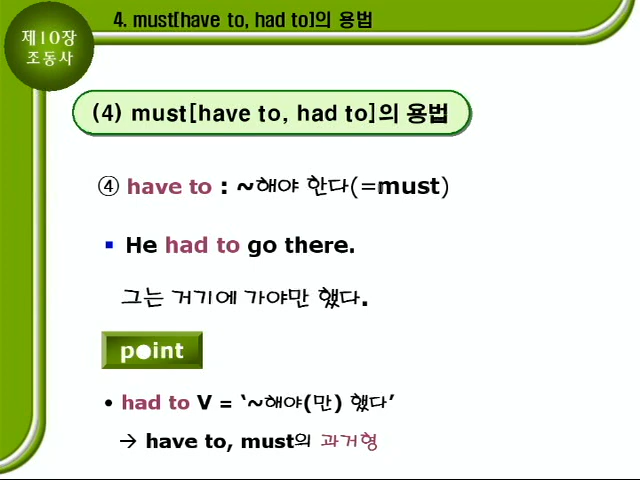 4. must[have to, had to]의 용법
제10장
조동사
(4) must[have to, had to]의 용법
④ have to : ~해야 한다(=must)
▪ He had to go there.
그는 거기에 가야만 했다.
point
• had to V = ‘~해야(만) 했다’
→ have to, must의 과거형